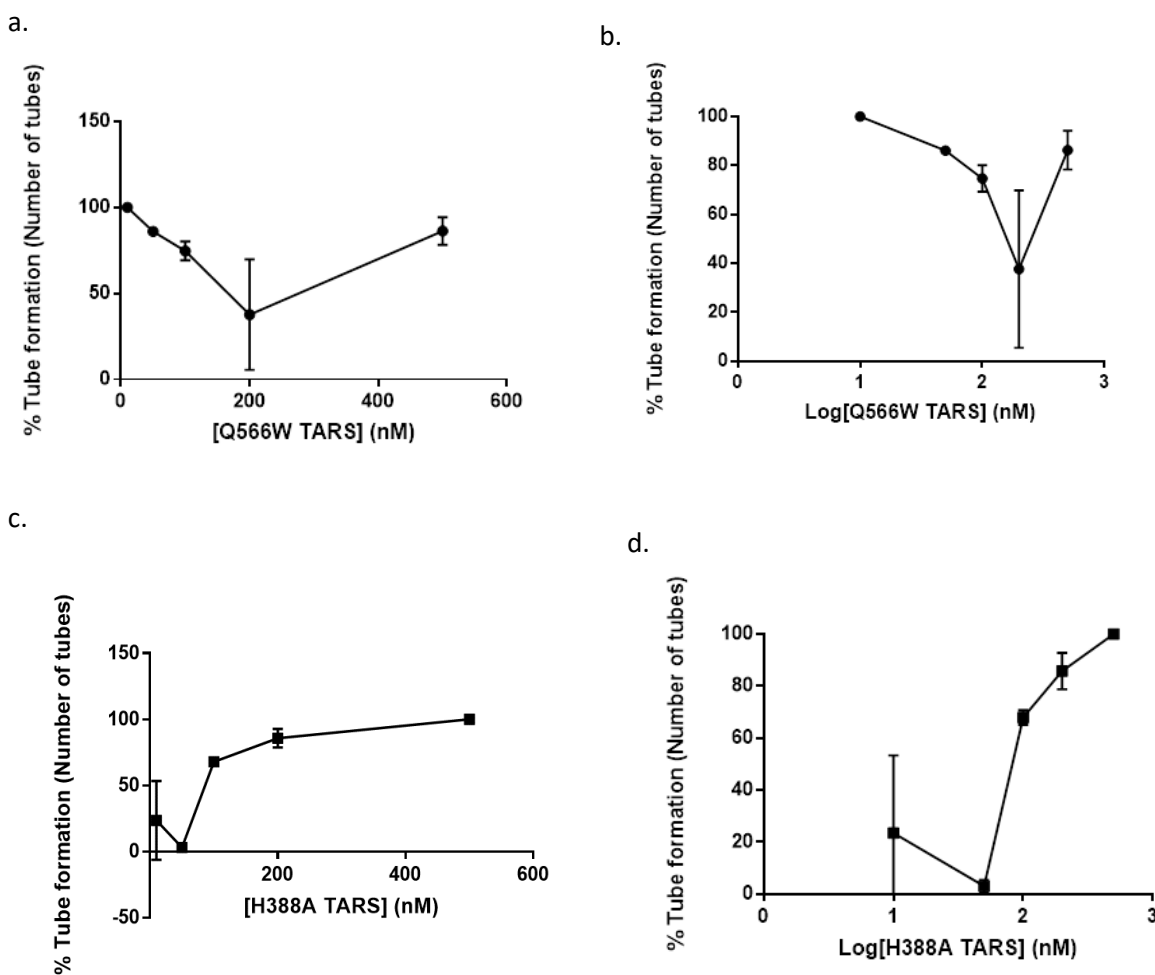 a.
% Tube formation (Number of tubes)
150
100
50
0
0 200 400 600
[Q566W TARS] (nM)
b.
% Tube formation (Number of tubes)
100
80
60
40
20
0
0 1 2 3
Log[Q566W TARS] (nM)
c.
% Tube formation (Number of tubes)
150
100
50
0
-50
200 400 600
[H388A TARS] (nM)
d.
% Tube formation (Number of tubes)
100
80
60
40
20
0
0 1 2 3
Log[H388A TARS] (nM)